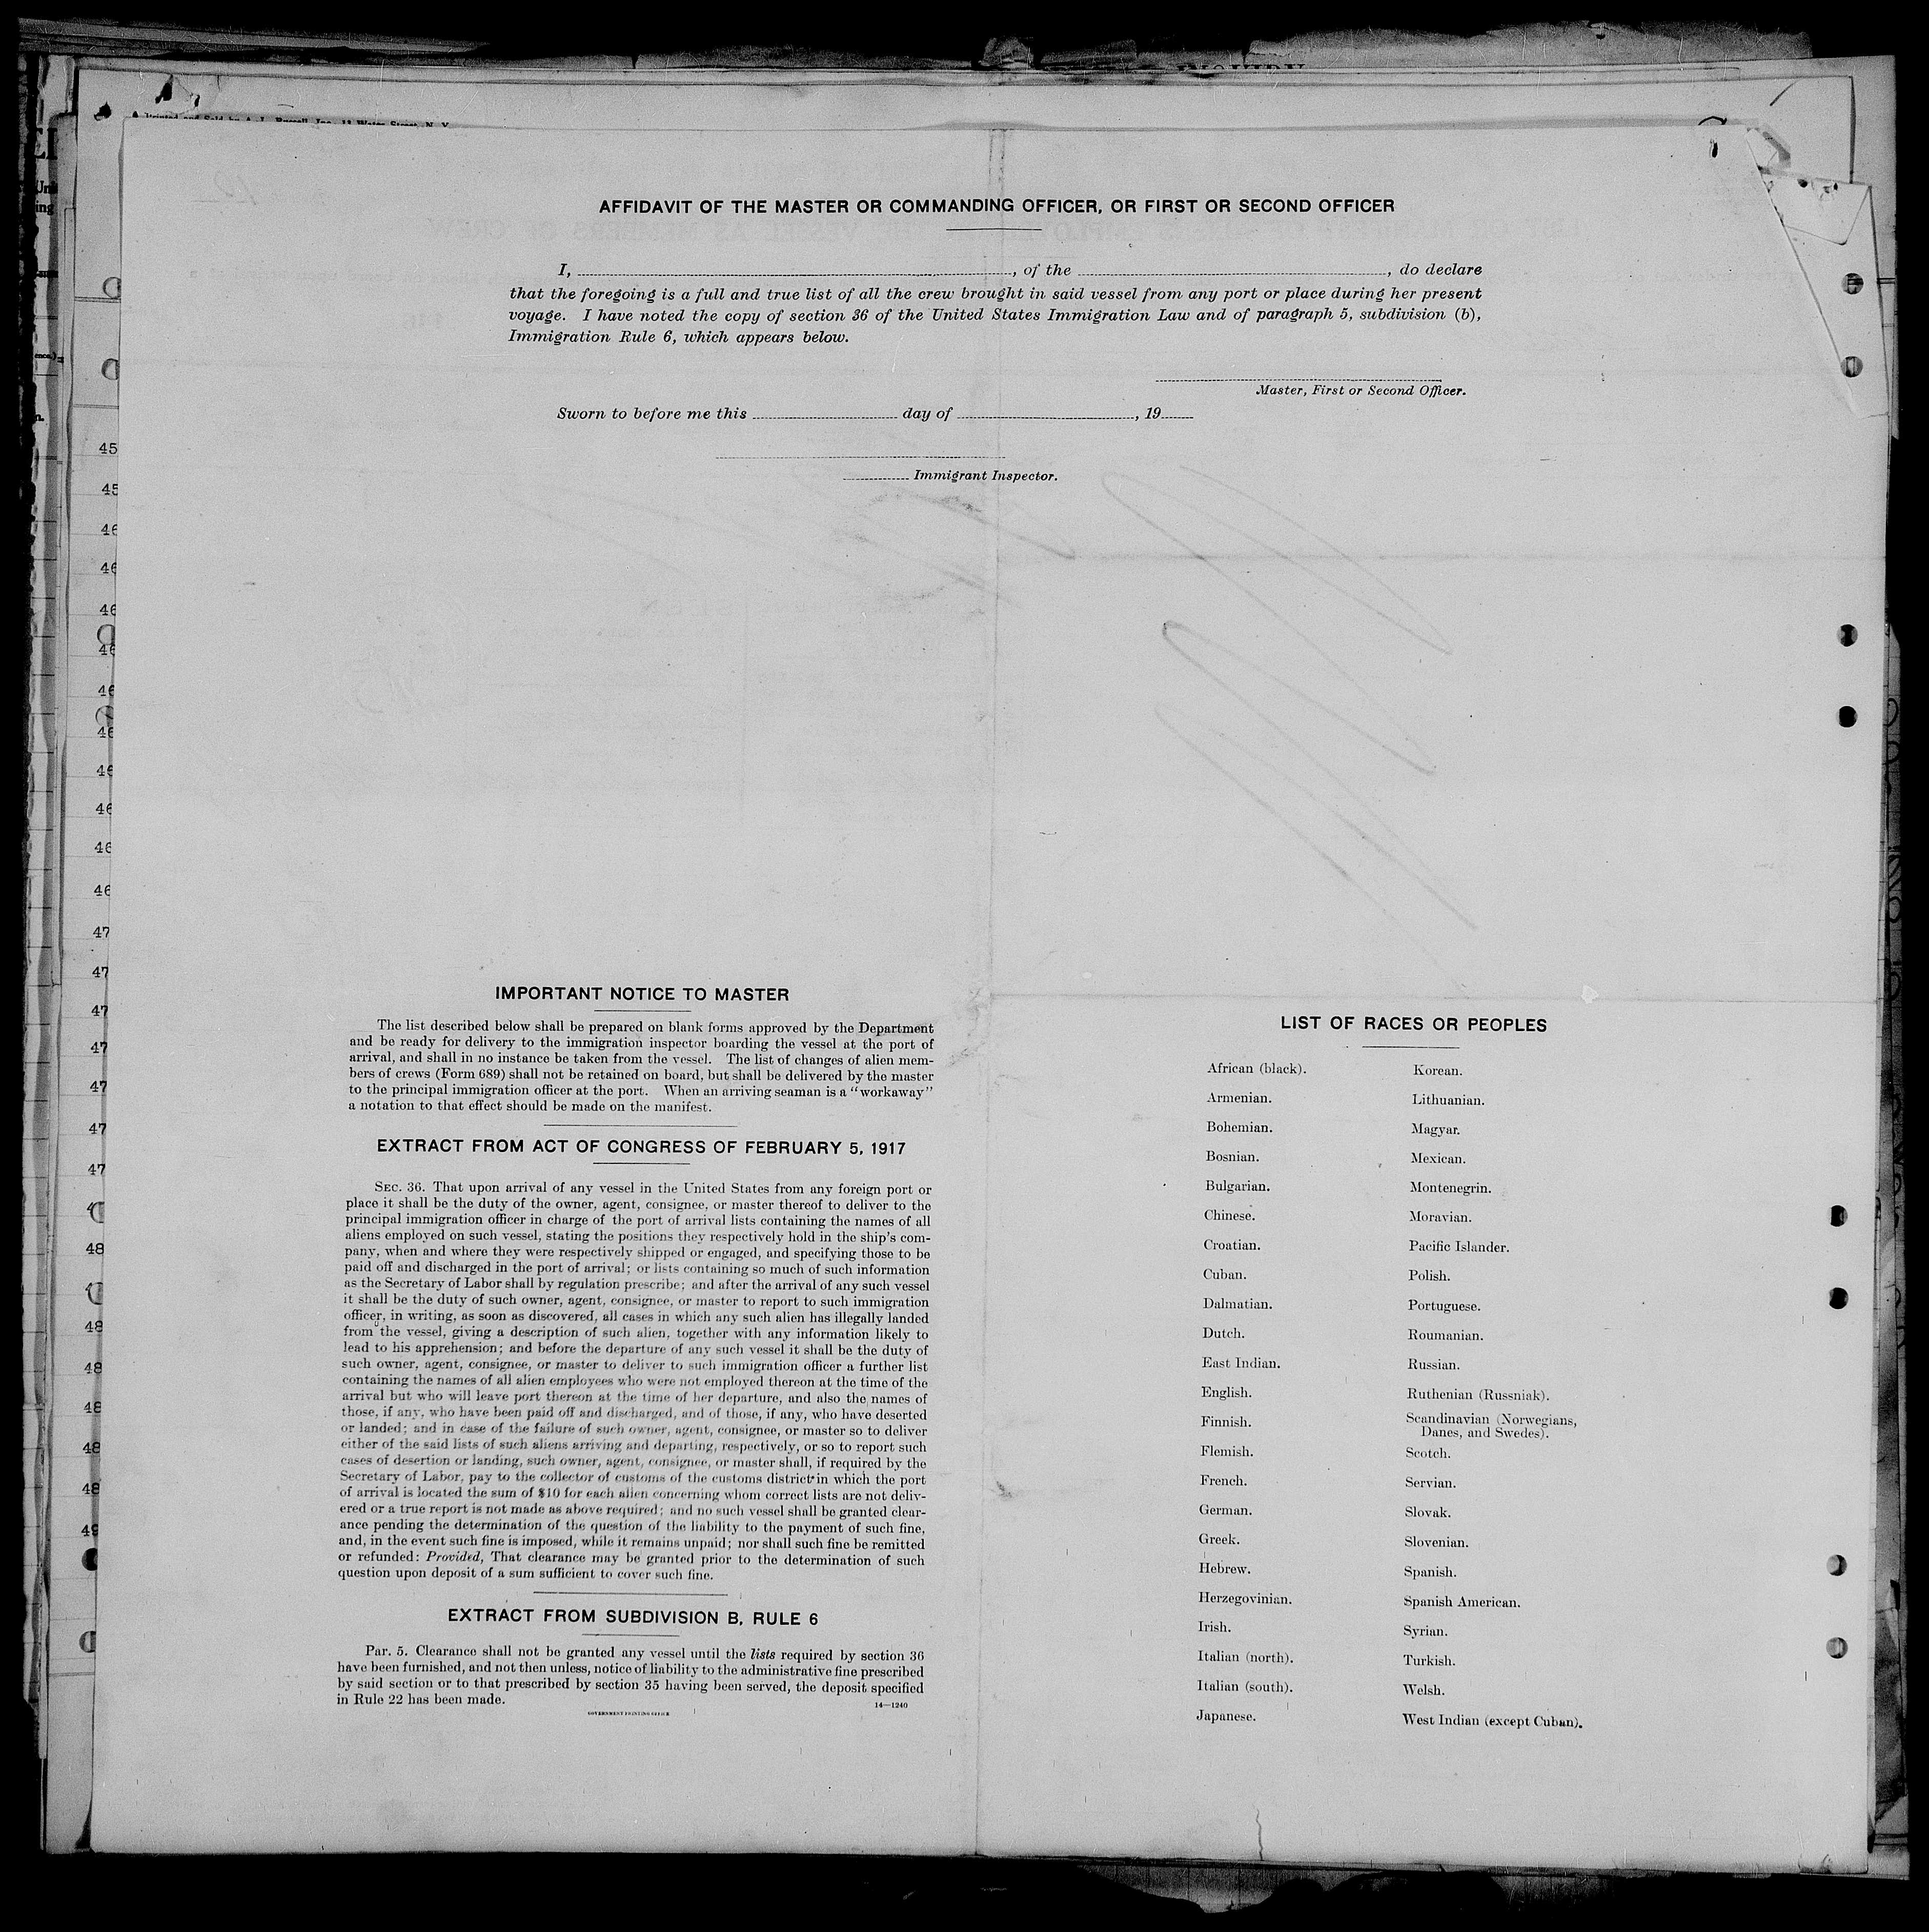 Printed and Sold by A. L. Russell, Inc., 11 Water Street, N. Y.
AFFIDAVIT OF THE MASTER OR COMMANDING OFFICER, OR FIRST OR SECOND OFFICER
I, , of the , do declare
that the foregoing is a full and true list of all the crew brought in said vessel from any port or place during her present
voyage. I have noted the copy of section 36 of the United States Immigration Law and of paragraph 5, subdivision (b),
Immigration Rule 6, which appears below.
Master, First or Second Officer.
Sworn to before me this day of , 19
Immigrant Inspector.
IMPORTANT NOTICE TO MASTER
The list described below shall be prepared on blank forms approved by the Department
and be ready for delivery to the immigration inspector boarding the vessel at the port of
arrival, and shall in no instance be taken from the vessel. The list of changes of alien mem-
bers of crews (Form 689) shall not be retained on board, but shall be delivered by the master
to the principal immigration officer at the port. When an arriving seaman is a "workaway"
a notation to that effect should be made on the manifest.
EXTRACT FROM ACT OF CONGRESS OF FEBRUARY 5, 1917
SEC. 36. That upon arrival of any vessel in the United States from any foreign port or
place it shall be the duty of the owner, agent, consignee, or master thereof to deliver to the
principal immigration officer in charge of the port of arrival lists containing the names of all
aliens employed on such vessel, stating the positions they respectively hold in the ship's com-
pany, when and where they were respectively shipped or engaged, and specifying those to be
paid off and discharged in the port of arrival; or lists containing so much of such information
as the Secretary of Labor shall by regulation prescribe; and after the arrival of any such vessel
it shall be the duty of such owner, agent, consignee, or master to report to such immigration
officer, in writing, as soon as discovered, all cases in which any such alien has illegally landed
from the vessel, giving a description of such alien, together with any information likely to
lead to his apprehension; and before the departure of any such vessel it shall be the duty of
such owner, agent, consignee, or master to deliver to such immigration officer a further list
containing the names of all alien employees who were not employed thereon at the time of the
arrival but who will leave port thereon at the time of her departure, and also the names of
those, if any, who have been paid off and discharged, and of those, if any, who have deserted
or landed; and in case of the failure of such owner, agent, consignee, or master so to deliver
either of the said lists of such aliens arriving and departing, respectively, or so to report such
cases of desertion or landing, such owner, agent, consignee, or master shall, if required by the
Secretary of Labor, pay to the collector of customs of the customs district in which the port
of arrival is located the sum of $10 for each alien concerning whom correct lists are not deliv-
ered or a true report is not made as above required; and no such vessel shall be granted clear-
ance pending the determination of the question of the liability to the payment of such fine,
and, in the event such fine is imposed, while it remains unpaid; nor shall such fine be remitted
or refunded: Provided, That clearance may be granted prior to the determination of such
question upon deposit of a sum sufficient to cover such fine.
EXTRACT FROM SUBDIVISION B, RULE 6
Par. 5. Clearance shall not be granted any vessel until the lists required by section 36
have been furnished, and not then unless, notice of liability to the administrative fine prescribed
by said section or to that prescribed by section 35 having been served, the deposit specified
in Rule 22 has been made.
14—1240
GOVERNMENT PRINTING OFFICE
LIST OF RACES OR PEOPLES
African (black).
Armenian.
Bohemian.
Bosnian.
Bulgarian.
Chinese.
Croatian.
Cuban.
Dalmatian.
Dutch.
East Indian.
English.
Finnish.
Flemish.
French.
German.
Greek.
Hebrew.
Herzegovinian.
Irish.
Italian (north).
Italian (south).
Japanese.
Korean.
Lithuanian.
Magyar.
Mexican.
Montenegrin.
Moravian.
Pacific Islander.
Polish.
Portuguese.
Roumanian.
Russian.
Ruthenian (Russniak).
Scandinavian (Norwegians,
Danes, and Swedes).
Scotch.
Servian.
Slovak.
Slovenian.
Spanish.
Spanish American.
Syrian.
Turkish.
Welsh.
West Indian (except Cuban).